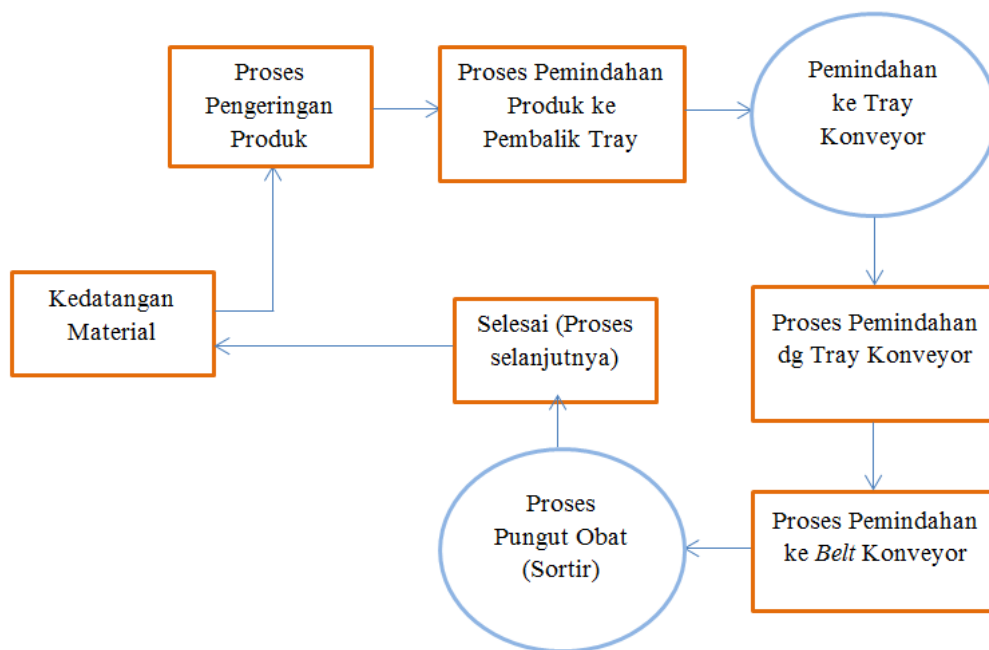 Proses
Pengeringan
Produk
Proses Pemindahan
Produk ke
Pembalik Tray
Pemindahan
ke Tray
Konveyor
Kedatangan
Material
Selesai (Proses
selanjutnya)
Proses Pemindahan
dg Tray Konveyor
Proses
Pungut Obat
(Sortir)
Proses Pemindahan
ke Belt Konveyor